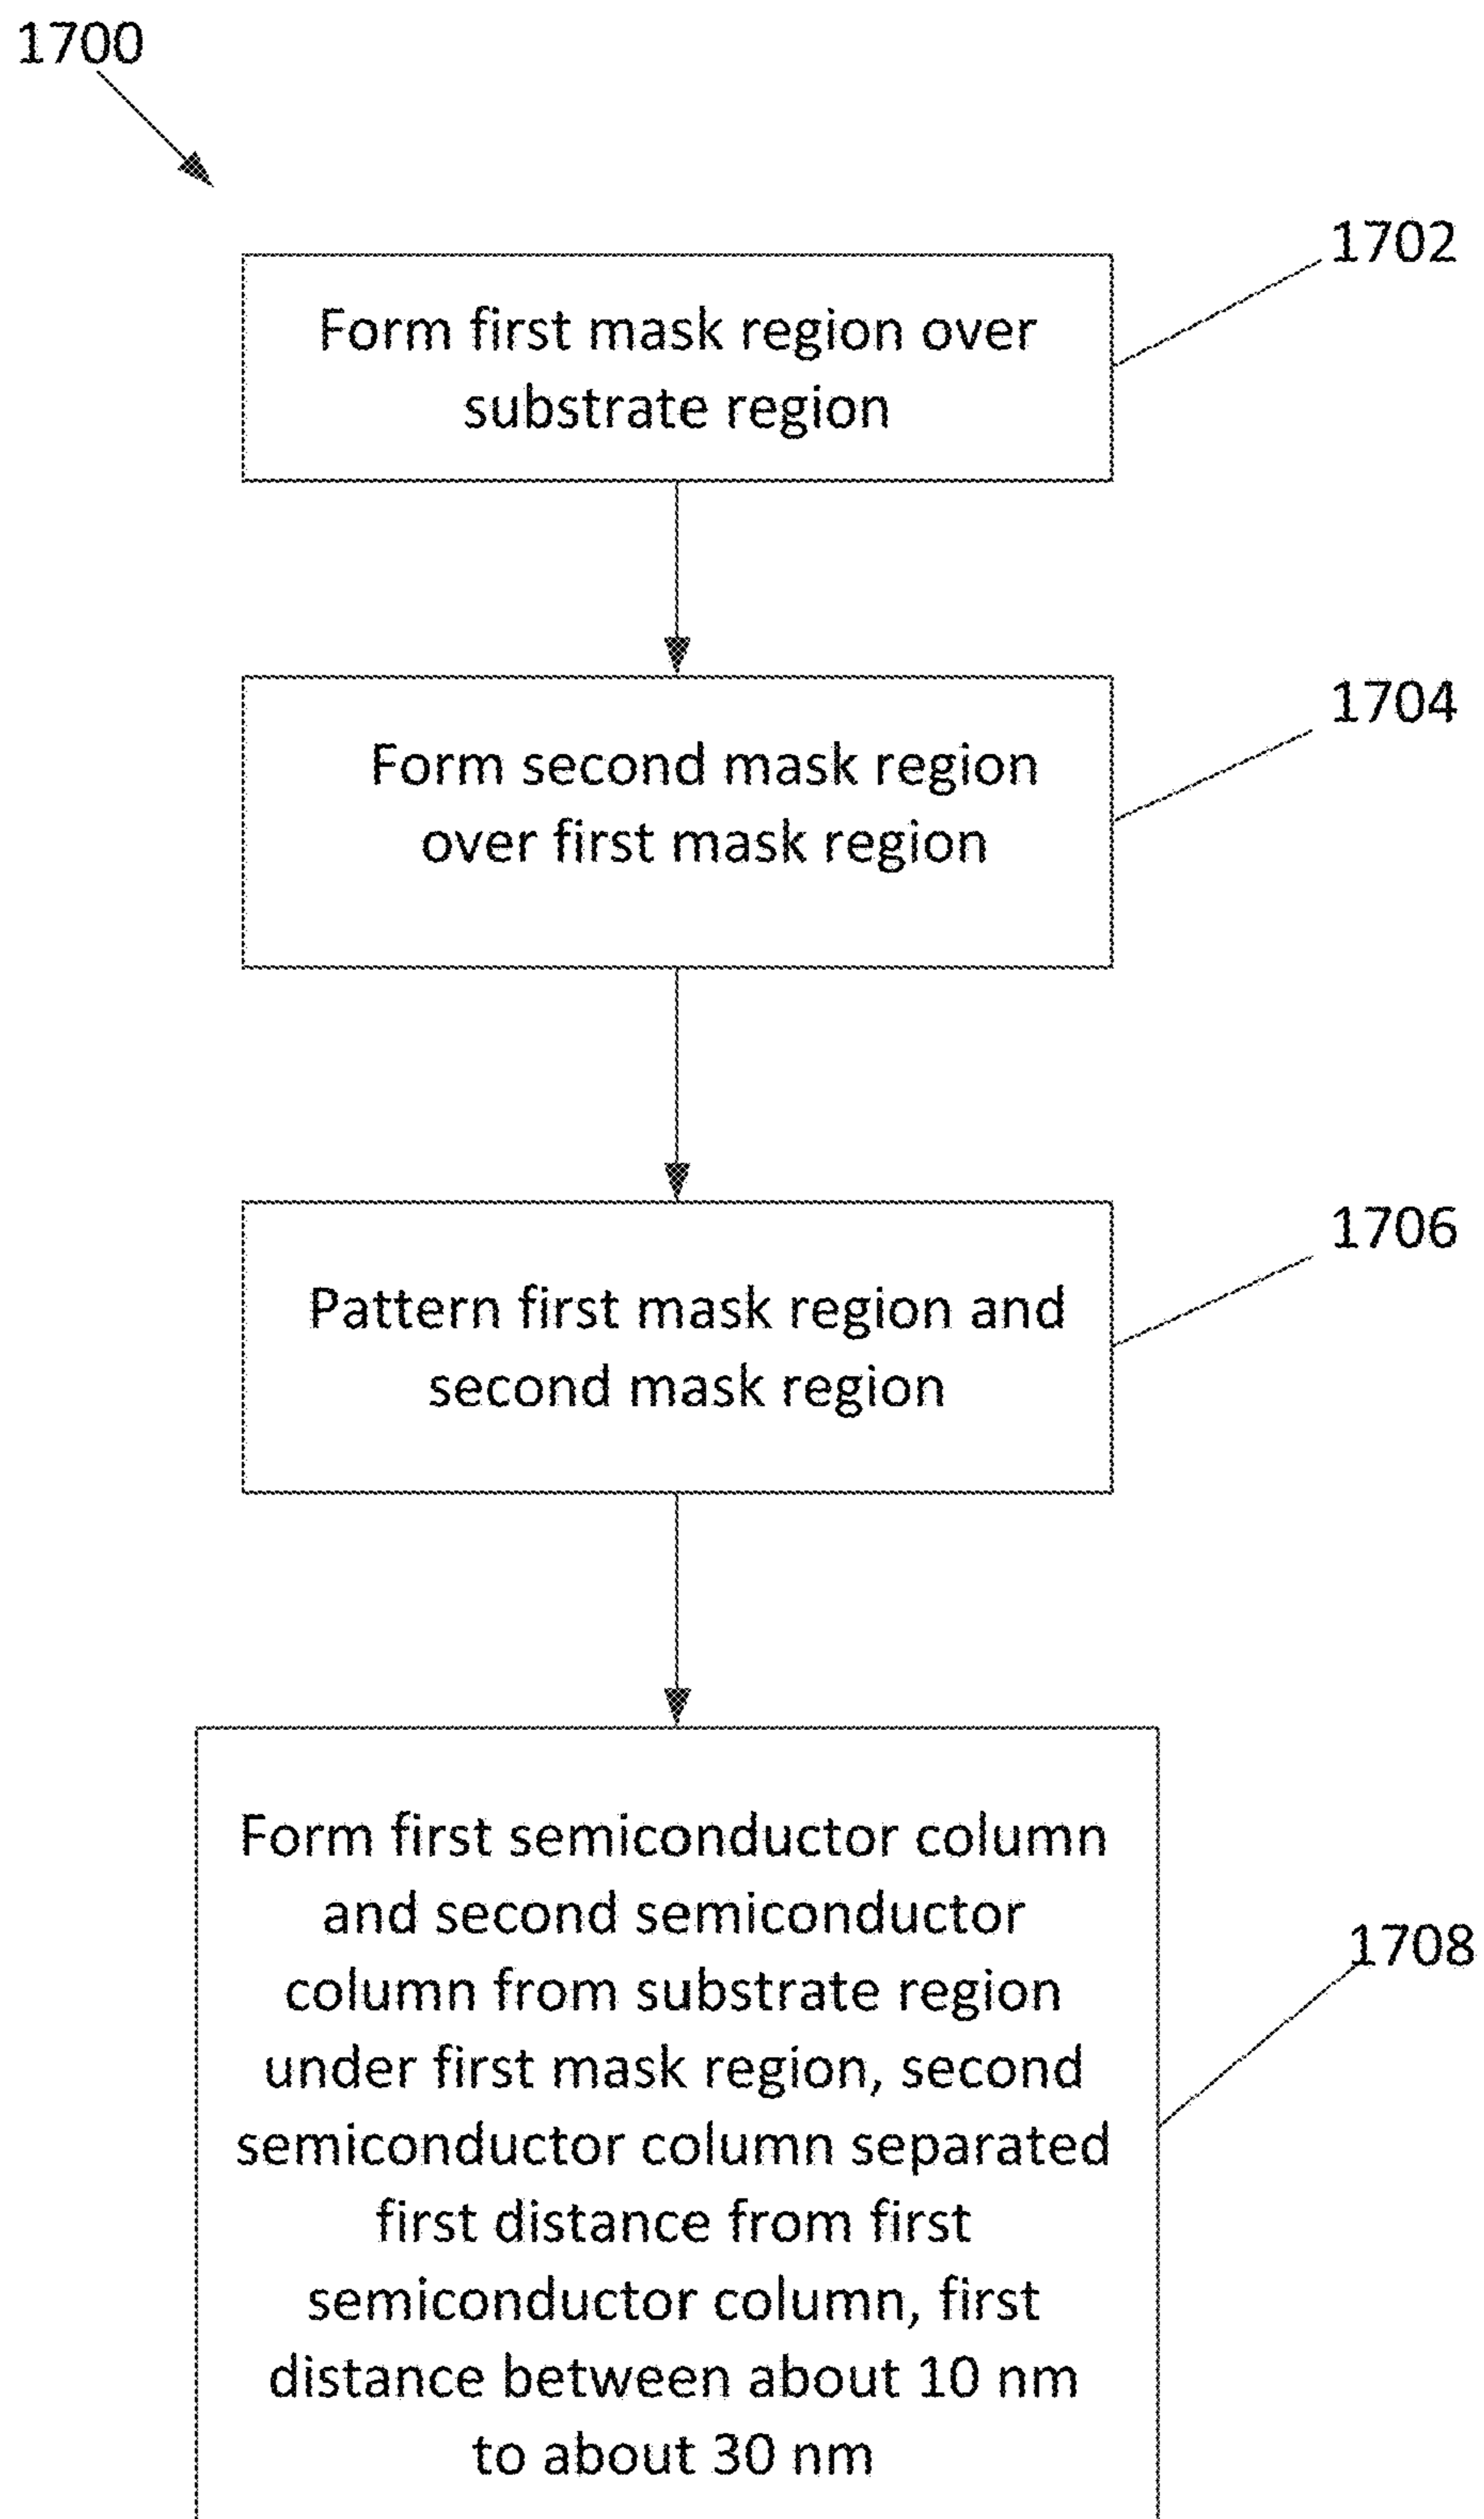 1700
1702
Form first mask region over
substrate region
1704
Form second mask region
over first mask region
1706
Pattern first mask region and
second mask region
1708
Form first semiconductor column
and second semiconductor
column from substrate region
under first mask region, second
semiconductor column separated
first distance from first
semiconductor column, first
distance between about 10 nm
to about 30 nm